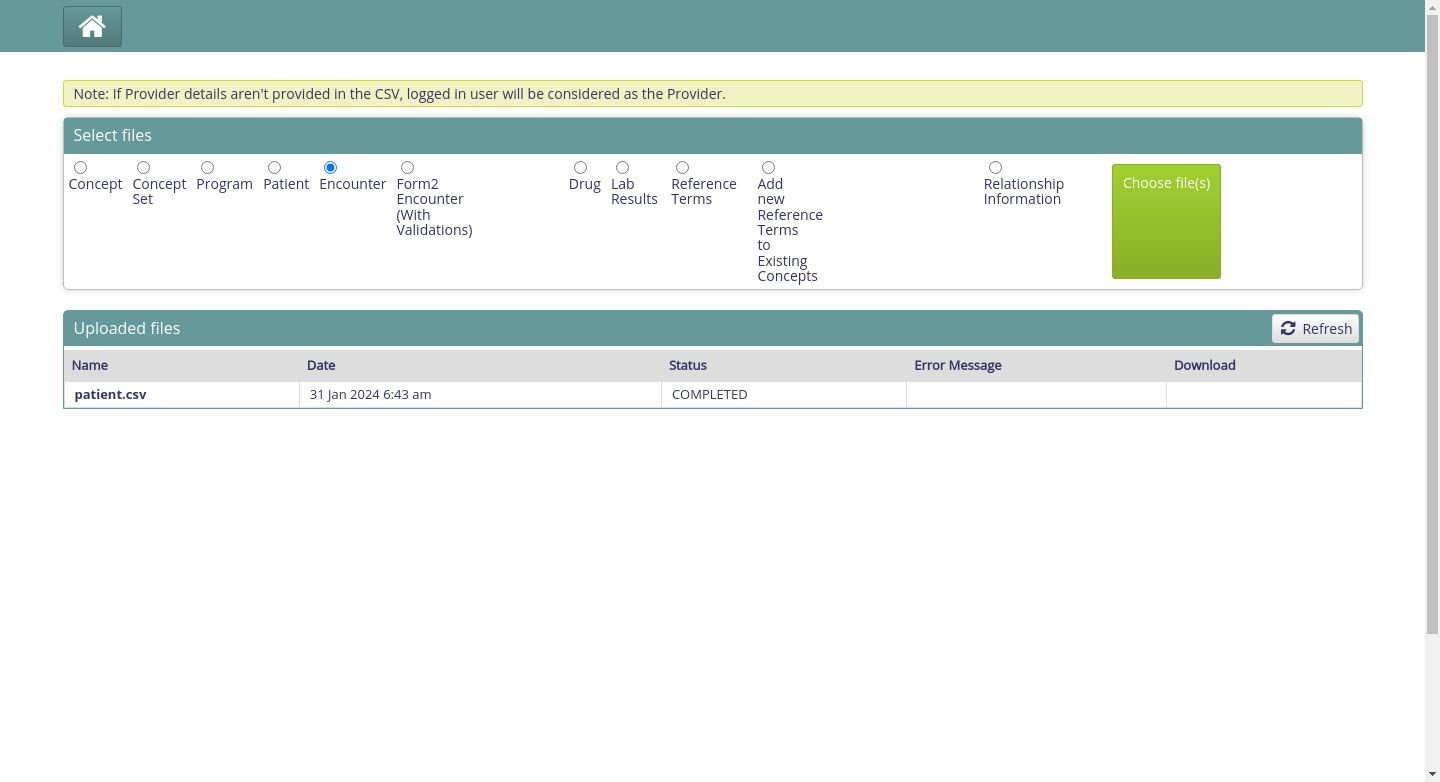 Note: If Provider details aren't provided in the CSV, logged in user will be considered as the Provider.
Select files
Concept
Concept
Set
Program
Patient
Encounter
Form2
Encounter
(With
Validations)
Drug
Lab
Results
Reference
Terms
Add
new
Reference
Terms
to
Existing
Concepts
Relationship
Information
Choose file(s)
Uploaded files
Refresh
Name Date Status Error Message Download
patient.csv 31 Jan 2024 6:43 am COMPLETED